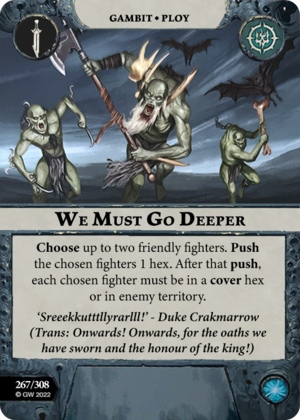 GAMBIT • PLOY
WE MUST GO DEEPER
Choose up to two friendly fighters. Push
the chosen fighters 1 hex. After that push,
each chosen fighter must be in a cover hex
or in enemy territory.
‘Sreeekkutttllyrarlll!’ - Duke Crakmarrow
(Trans: Onwards! Onwards, for the oaths we
have sworn and the honour of the king!)
267/308
© GW 2022